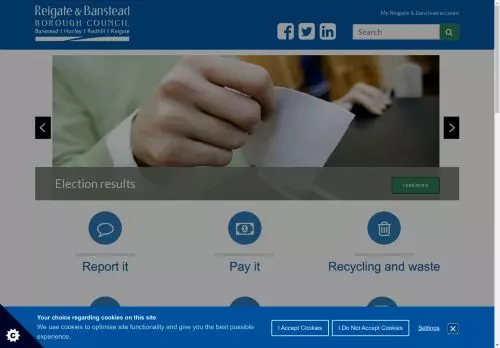 Reigate & Banstead
BOROUGH COUNCIL
Banstead | Horley | Redhill | Reigate
My Reigate & Banstead account
Search
Election results
read more
Report it
Pay it
Recycling and waste
Your choice regarding cookies on this site
We use cookies to optimise site functionality and give you the best possible
experience.
I Accept Cookies
I Do Not Accept Cookies
Settings